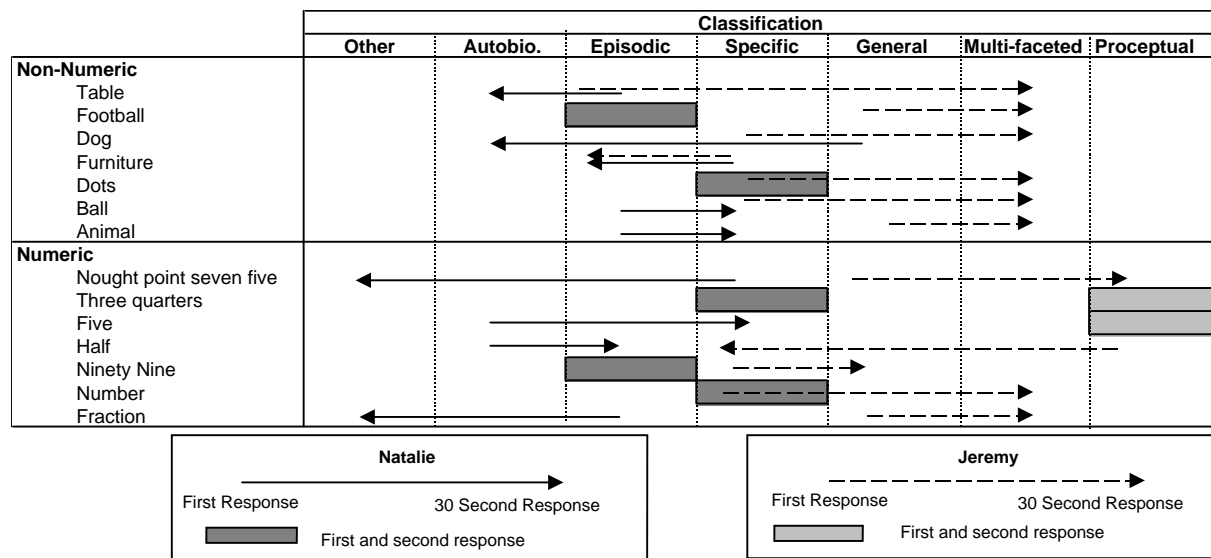 Classification
Other Autobio. Episodic Specific General Multi-faceted Proceptual
Non-Numeric
Table
Football
Dog
Furniture
Dots
Ball
Animal
Numeric
Nought point seven five
Three quarters
Five
Half
Ninety Nine
Number
Fraction
Natalie
First Response 30 Second Response
First and second response
Jeremy
First Response 30 Second Response
First and second response